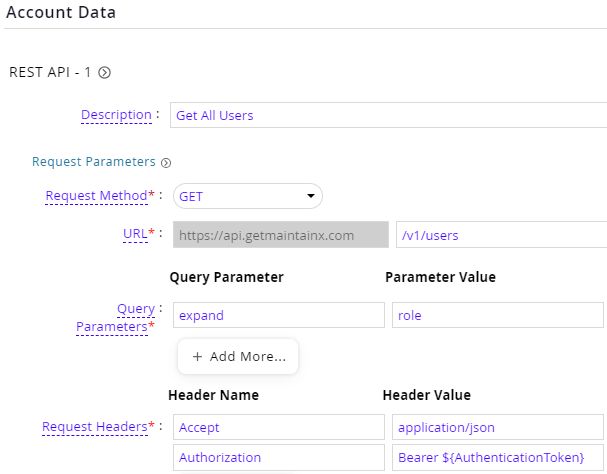 Account Data
REST API - 1
Description :
Get All Users
Request Parameters
Request Method* :
GET
URL* :
https://api.getmaintainx.com
/v1/users
Query Parameter
Parameter Value
Query :
Parameters*
expand
role
+ Add More...
Header Name
Header Value
Request Headers* :
Accept
application/json
Authorization
Bearer ${AuthenticationToken}